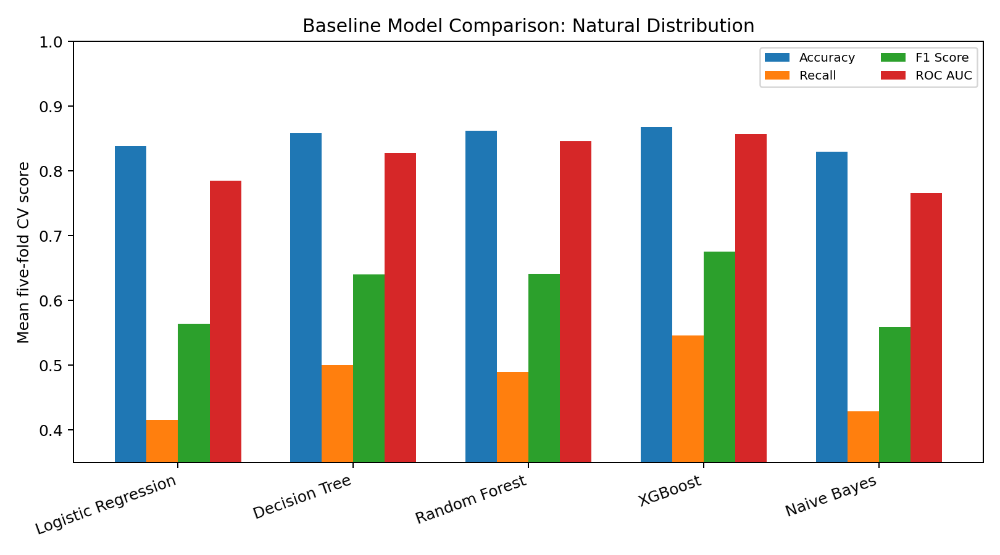 Baseline Model Comparison: Natural Distribution
Accuracy
Recall
F1 Score
ROC AUC
Mean five-fold CV score
1.0
0.9
0.8
0.7
0.6
0.5
0.4
Logistic Regression
Decision Tree
Random Forest
XGBoost
Naive Bayes